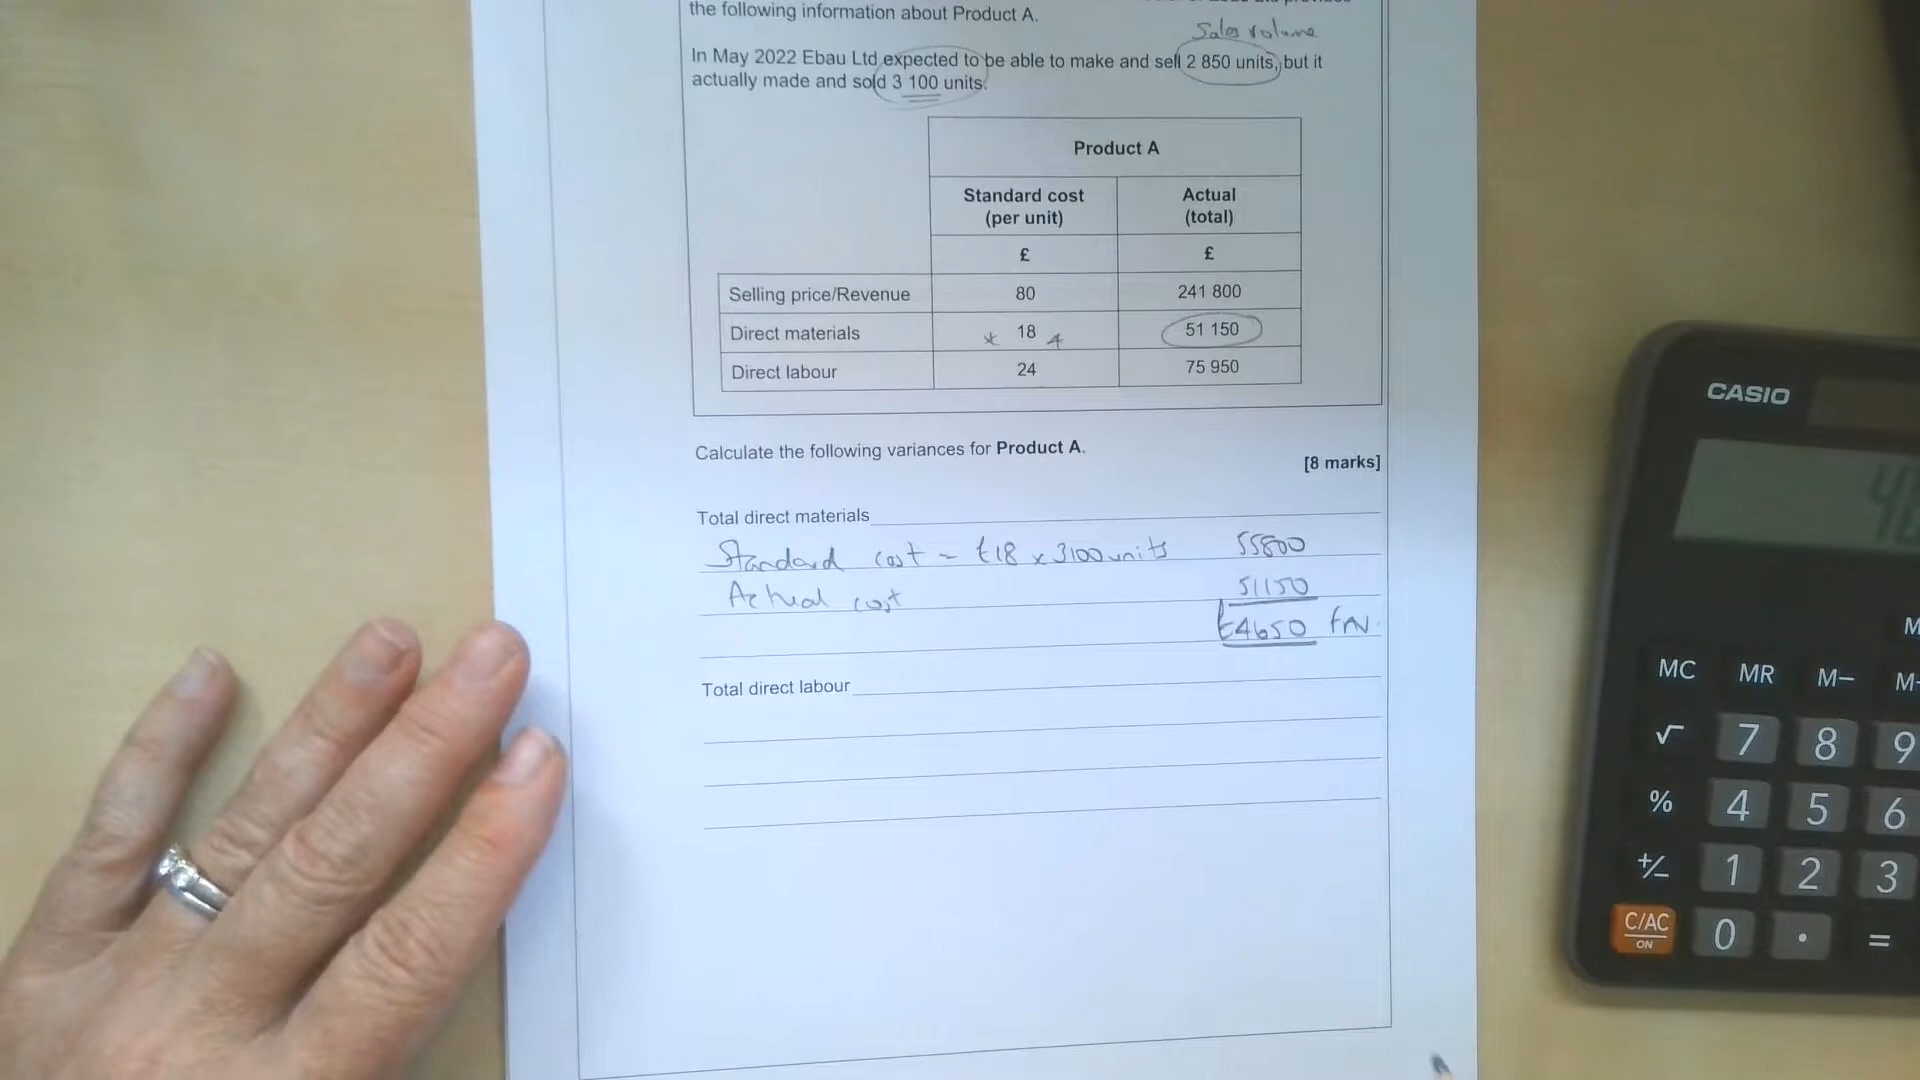 the following information about Product A.
Sales volume
In May 2022 Ebau Ltd expected to be able to make and sell 2 850 units, but it
actually made and sold 3 100 units.
Product A
Standard cost
(per unit)
Actual
(total)
£
£
Selling price/Revenue 80 241 800
Direct materials * 18 * 51 150
Direct labour 24 75 950
Calculate the following variances for Product A.
[8 marks]
Total direct materials
Standard cost - £18 x 3100 units 55800
Actual cost 51150
£4650 FAV.
Total direct labour
CASIO
MC MR M−
√ 7 8 9
% 4 5 6
+/− 1 2 3
C/AC
ON
0 · =